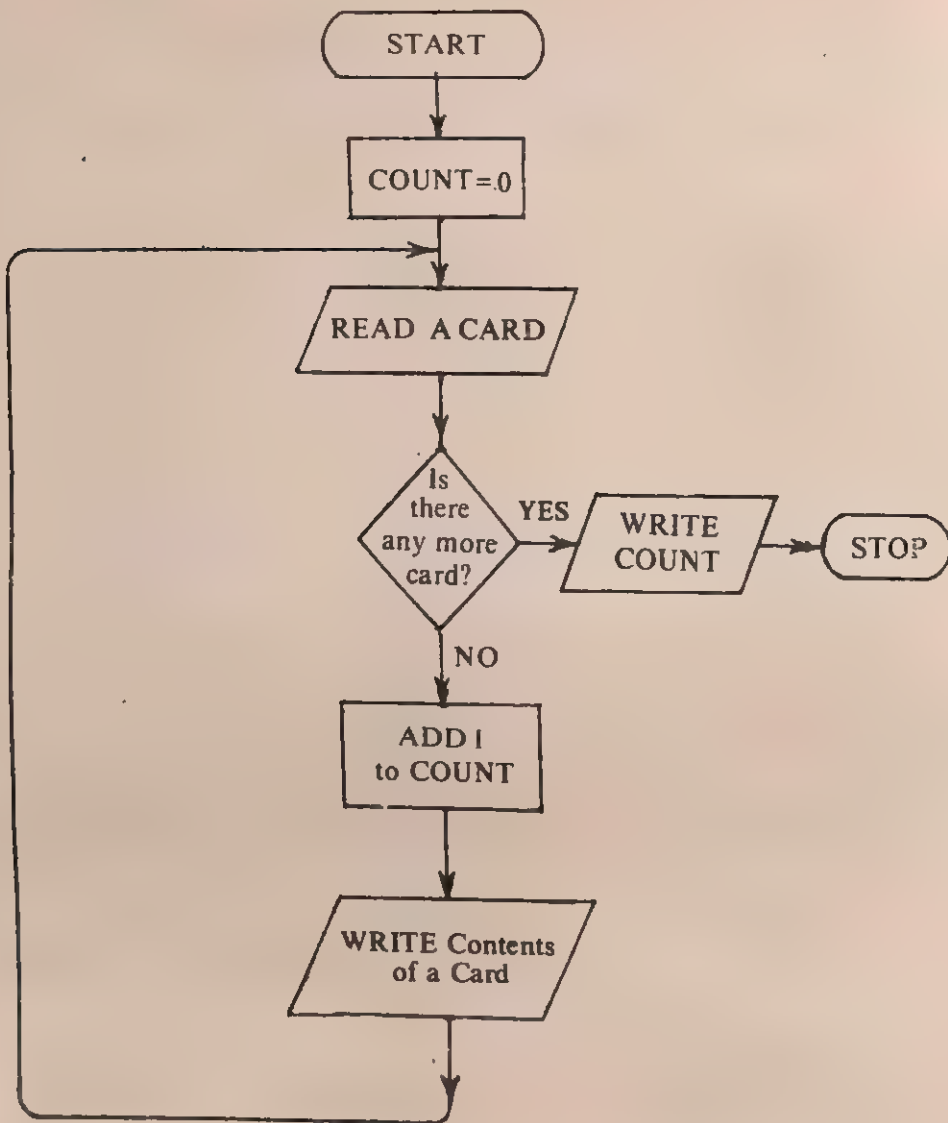 START
COUNT=.0
READ A CARD
Is
there
any more
card?
YES
WRITE
COUNT
STOP
NO
ADD 1
to COUNT
WRITE Contents
of a Card